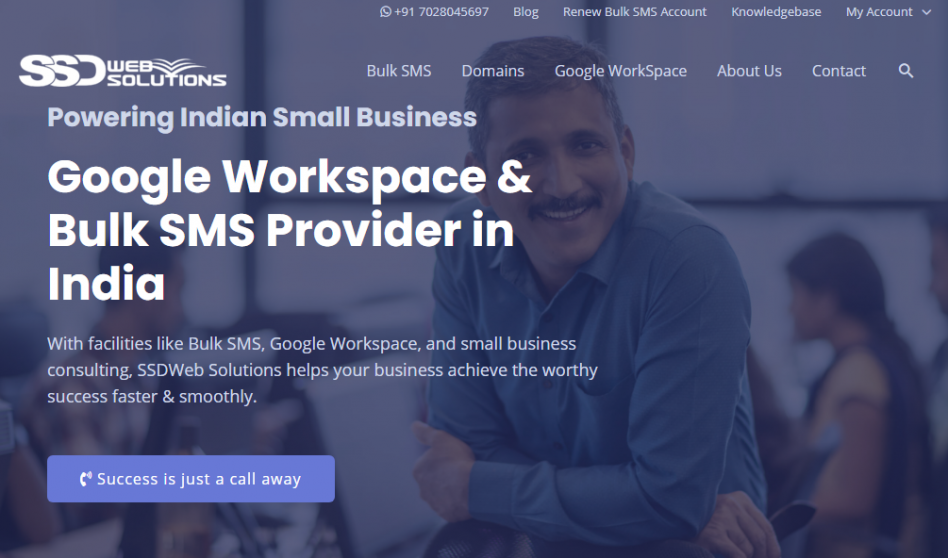 +91 7028045697 Blog Renew Bulk SMS Account Knowledgebase My Account
SSD WEB SOLUTIONS
Bulk SMS Domains Google WorkSpace About Us Contact
Powering Indian Small Business
Google Workspace &
Bulk SMS Provider in
India
With facilities like Bulk SMS, Google Workspace, and small business
consulting, SSDWeb Solutions helps your business achieve the worthy
success faster & smoothly.
Success is just a call away